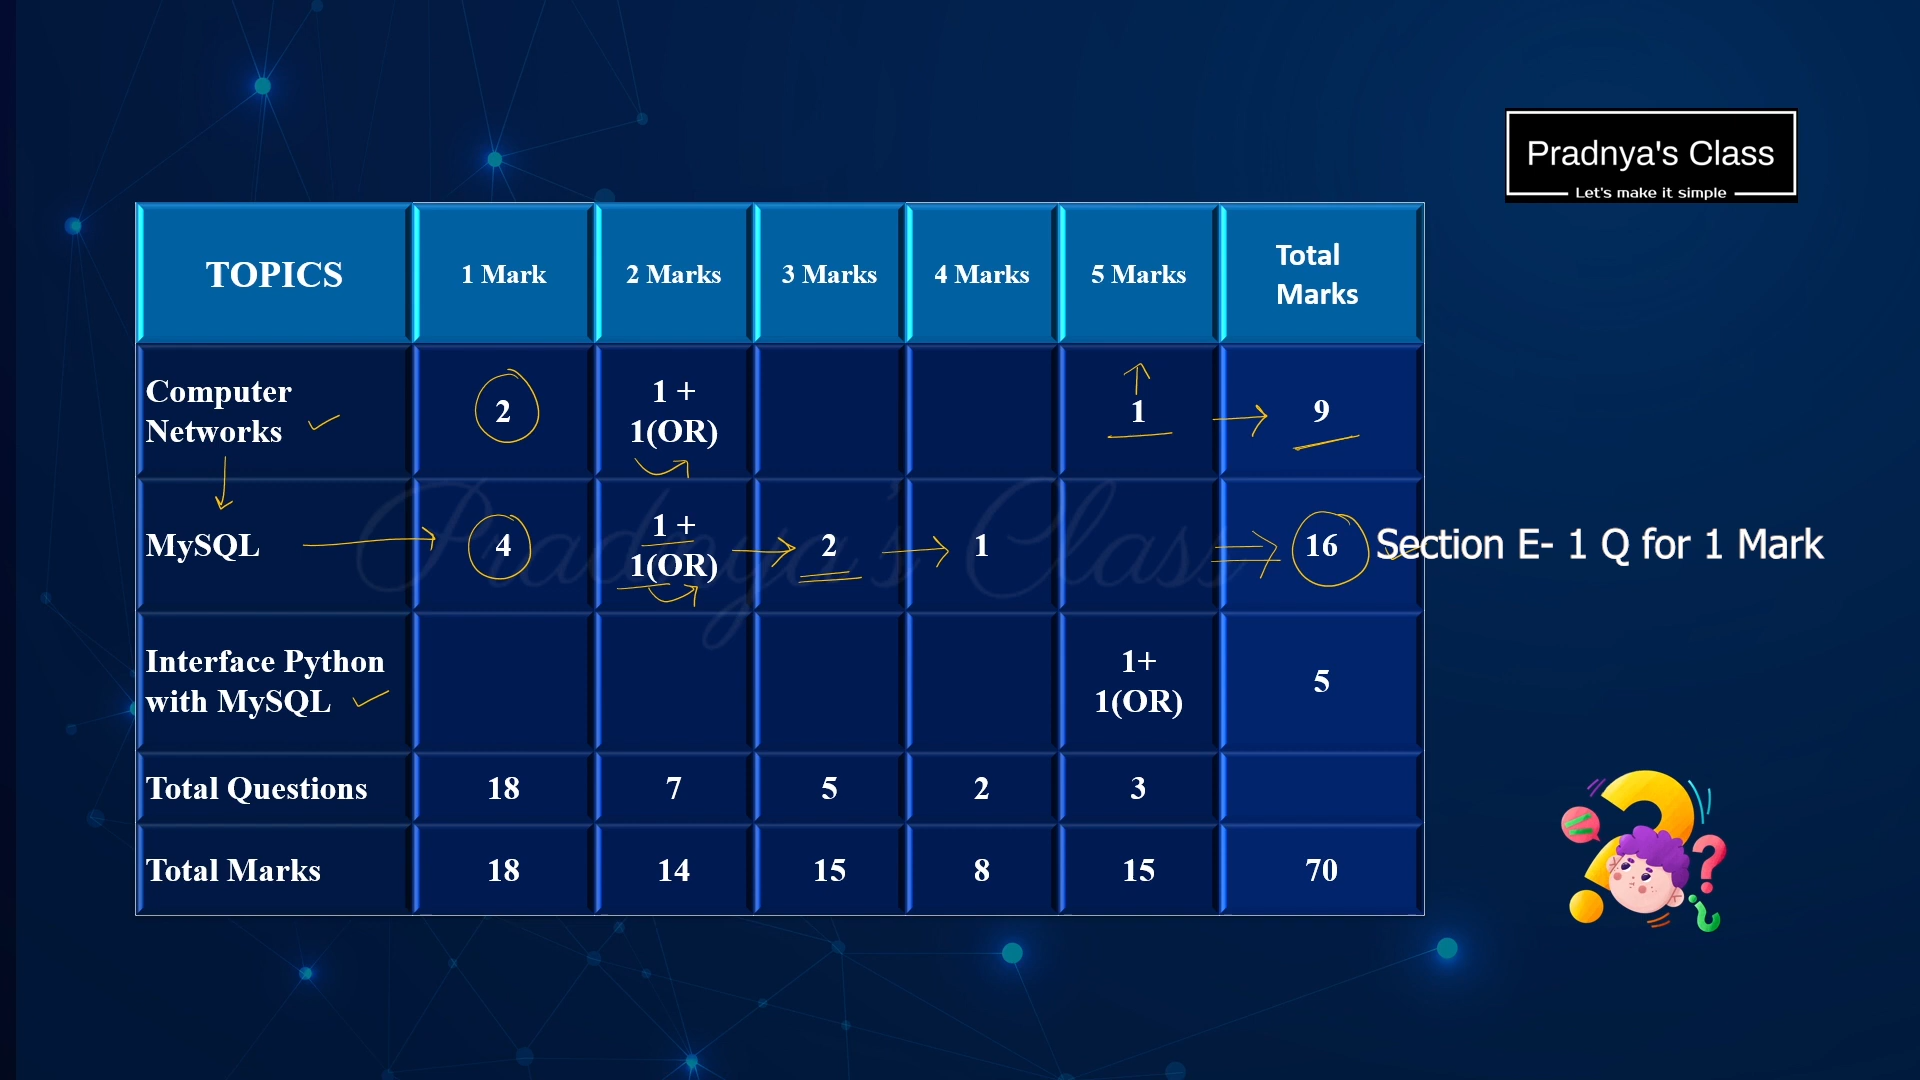 Pradnya's Class
Let's make it simple
TOPICS 1 Mark 2 Marks 3 Marks 4 Marks 5 Marks Total Marks
Computer Networks 2 1 + 1(OR) 1 9
MySQL 4 1 + 1(OR) 2 1 16 Section E- 1 Q for 1 Mark
Interface Python with MySQL 1+ 1(OR) 5
Total Questions 18 7 5 2 3
Total Marks 18 14 15 8 15 70
Pradnya's Class